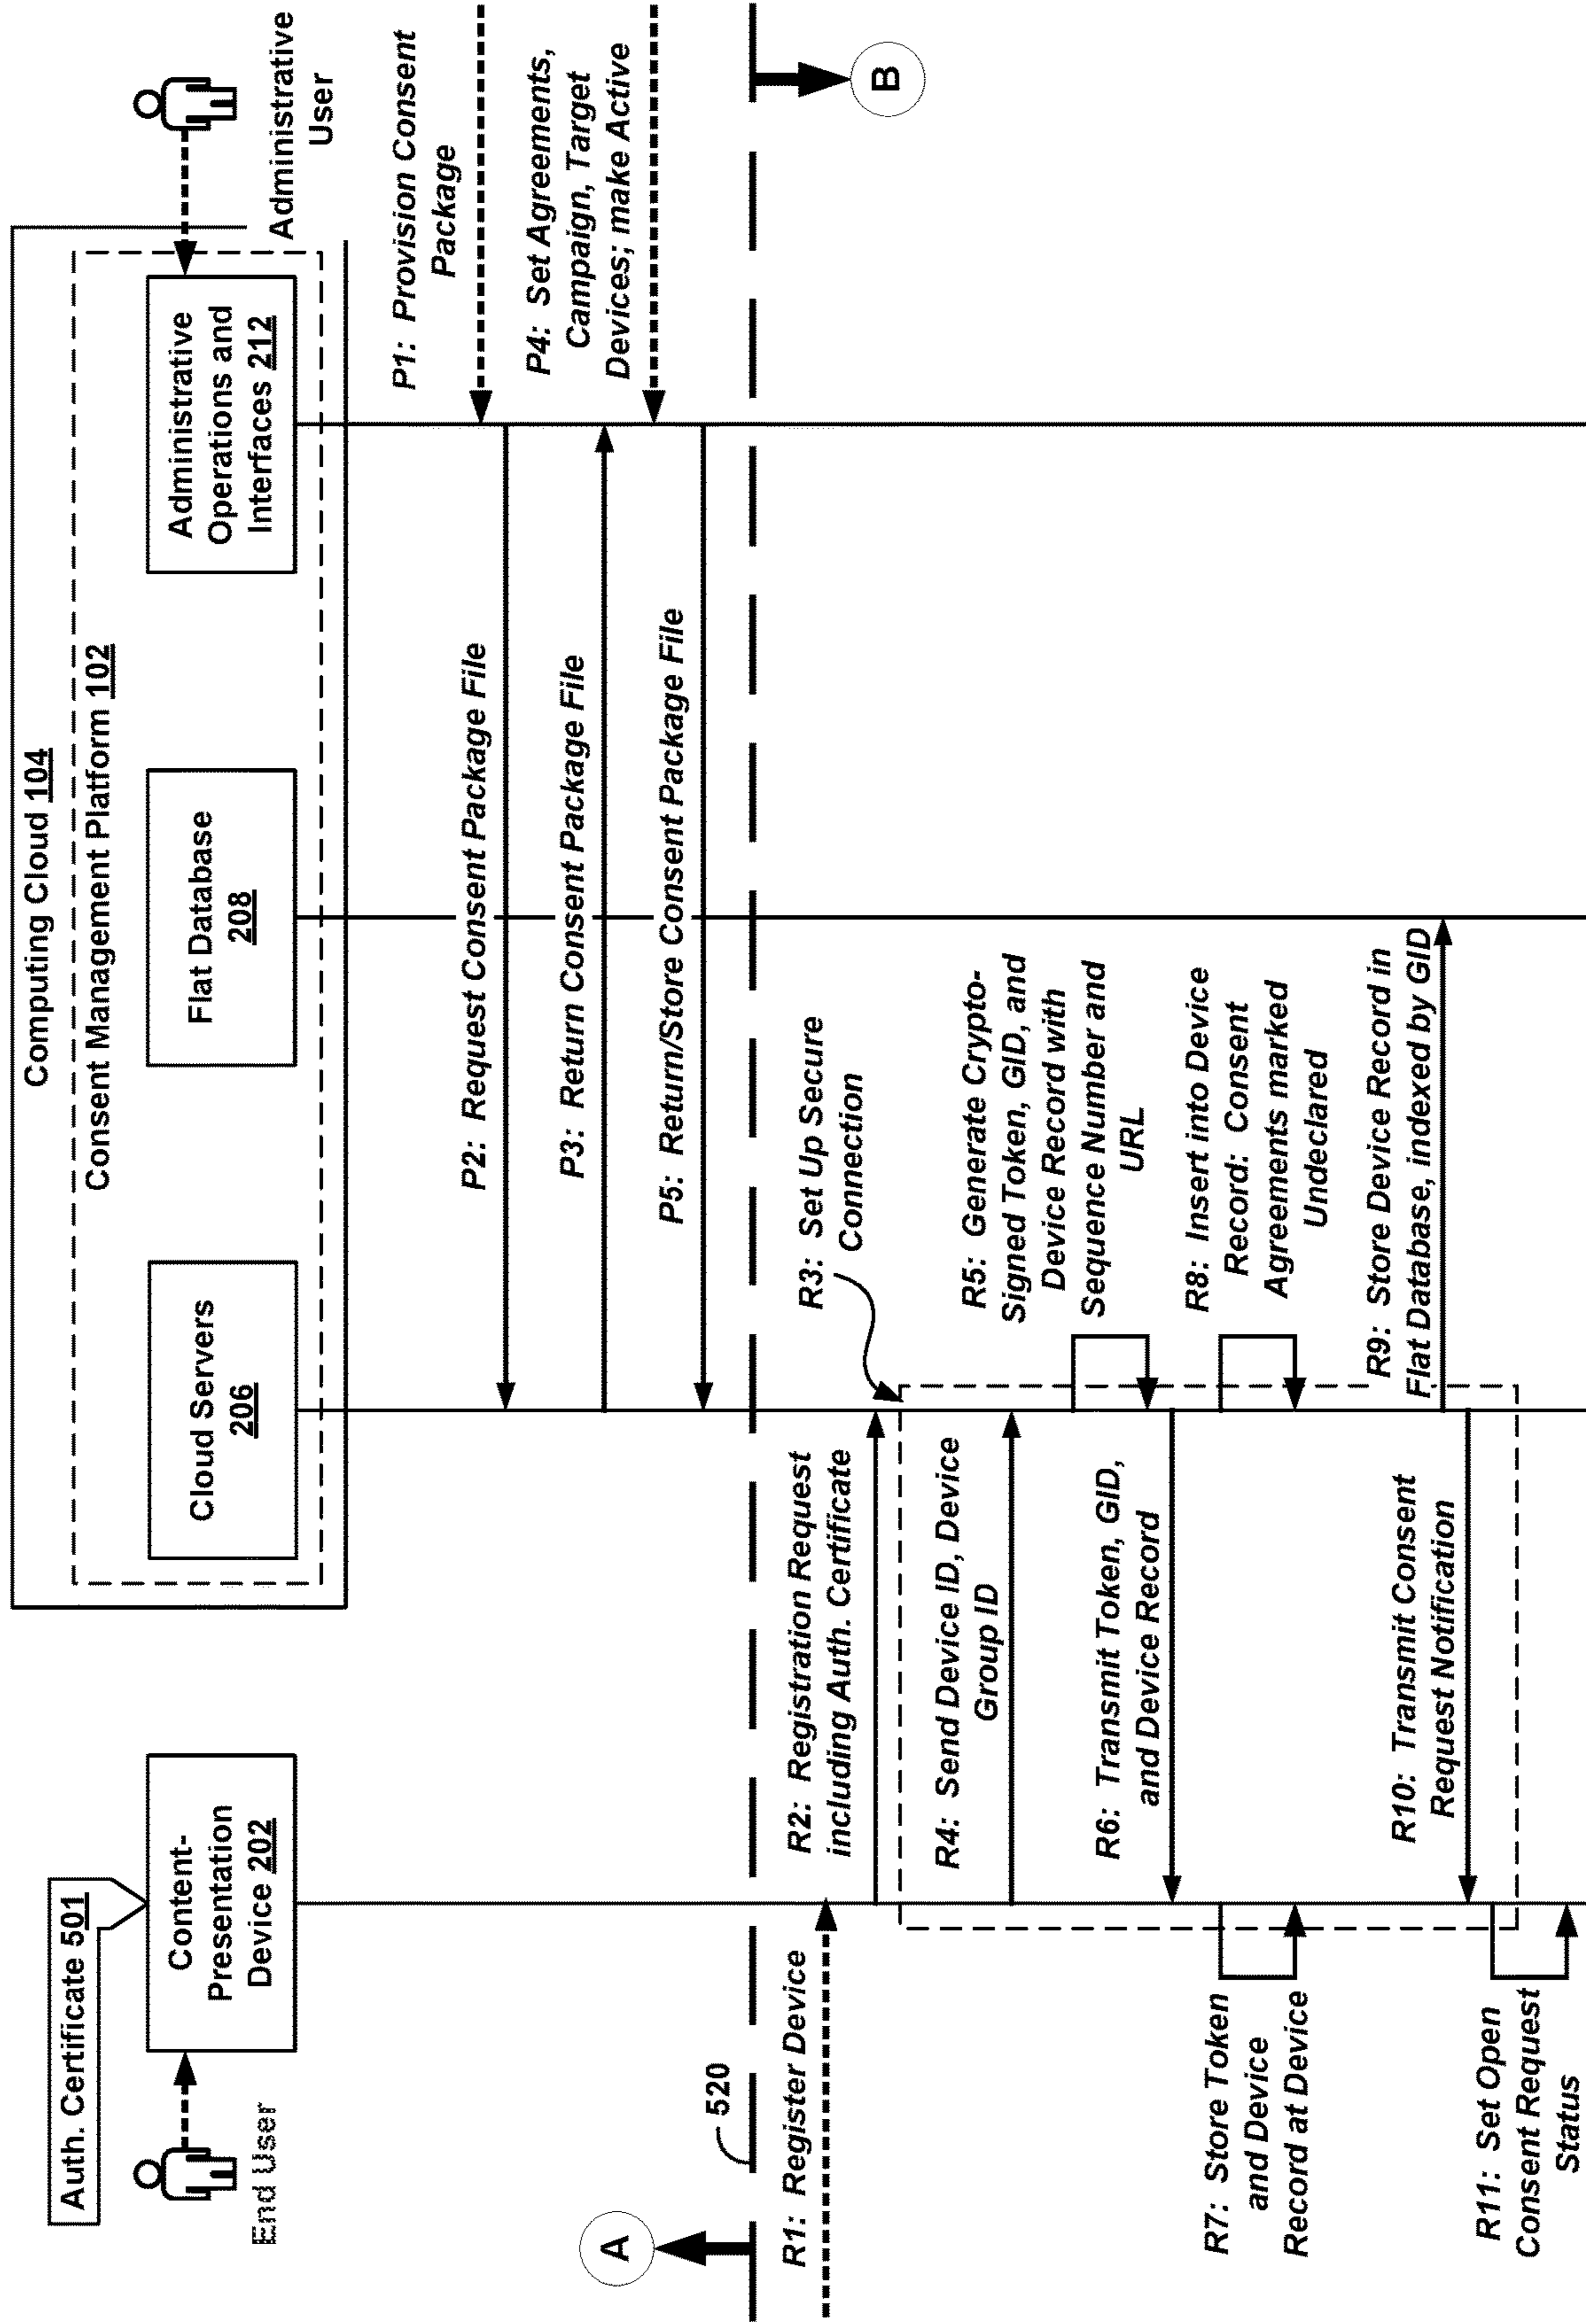 Auth. Certificate 501
End User
Content-
Presentation
Device 202
Computing Cloud 104
Consent Management Platform 102
Cloud Servers
206
Flat Database
208
Administrative
Operations and
Interfaces 212
Administrative
User
P1: Provision Consent
Package
P2: Request Consent Package File
P3: Return Consent Package File
P4: Set Agreements,
Campaign, Target
Devices; make Active
P5: Return/Store Consent Package File
A
520
B
R1: Register Device
R2: Registration Request
including Auth. Certificate
R3: Set Up Secure
Connection
R4: Send Device ID, Device
Group ID
R5: Generate Crypto-
Signed Token, GID, and
Device Record with
Sequence Number and
URL
R6: Transmit Token, GID,
and Device Record
R7: Store Token
and Device
Record at Device
R8: Insert into Device
Record: Consent
Agreements marked
Undeclared
R9: Store Device Record in
Flat Database, indexed by GID
R10: Transmit Consent
Request Notification
R11: Set Open
Consent Request
Status